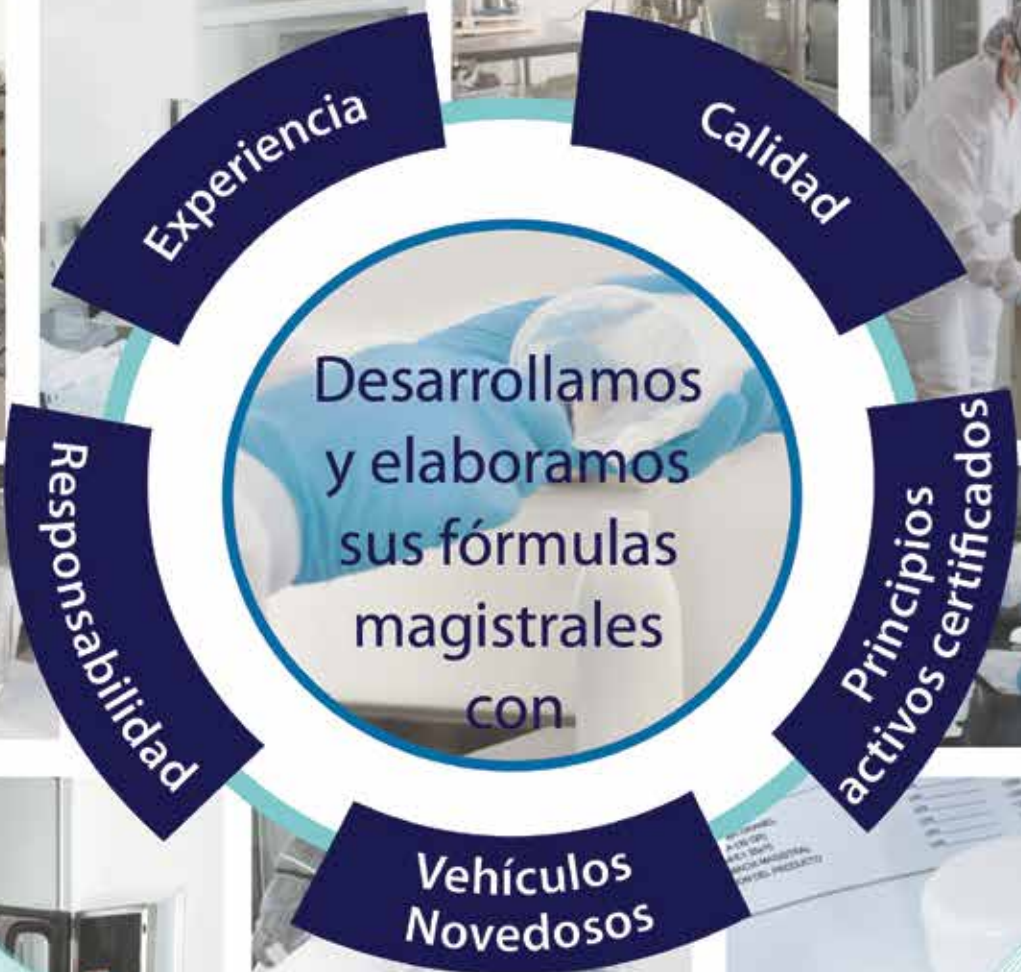 Experiencia
Calidad
Desarrollamos
y elaboramos
sus fórmulas
magistrales
con
Responsabilidad
Principios
activos certificados
Vehículos
Novedosos